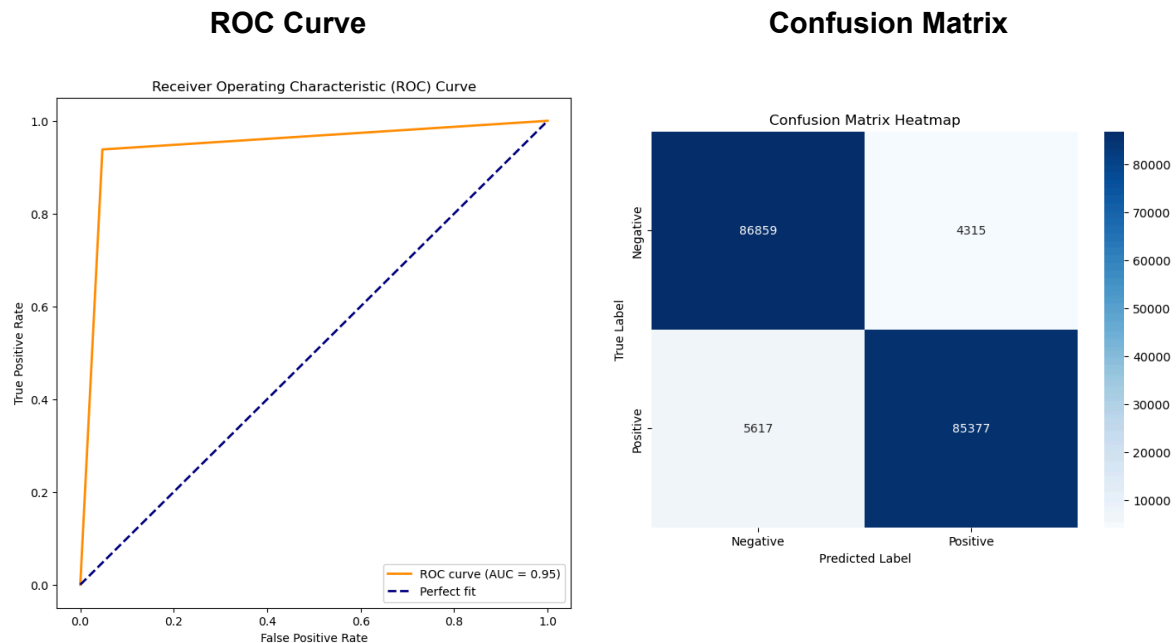 ROC Curve
Receiver Operating Characteristic (ROC) Curve
True Positive Rate
1.0
0.8
0.6
0.4
0.2
0.0
0.0 0.2 0.4 0.6 0.8 1.0
False Positive Rate
ROC curve (AUC = 0.95)
Perfect fit
Confusion Matrix
Confusion Matrix Heatmap
True Label
Negative
Positive
86859 4315
5617 85377
Negative Positive
Predicted Label
80000
70000
60000
50000
40000
30000
20000
10000